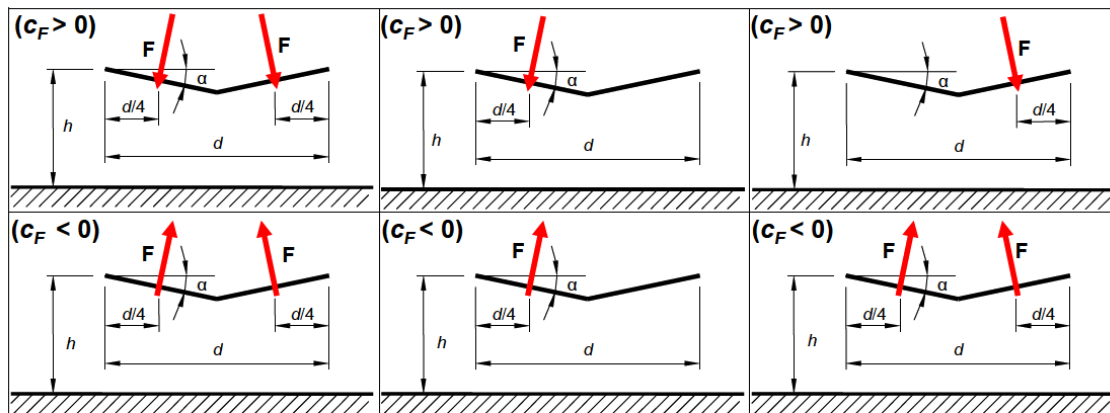 (cF > 0)
F
F
α
d/4
d/4
h
d
(cF > 0)
F
α
d/4
h
d
(cF > 0)
F
α
d/4
h
d
(cF < 0)
F
F
α
d/4
d/4
h
d
(cF < 0)
F
α
d/4
h
d
(cF < 0)
F
F
α
d/4
d/4
h
d